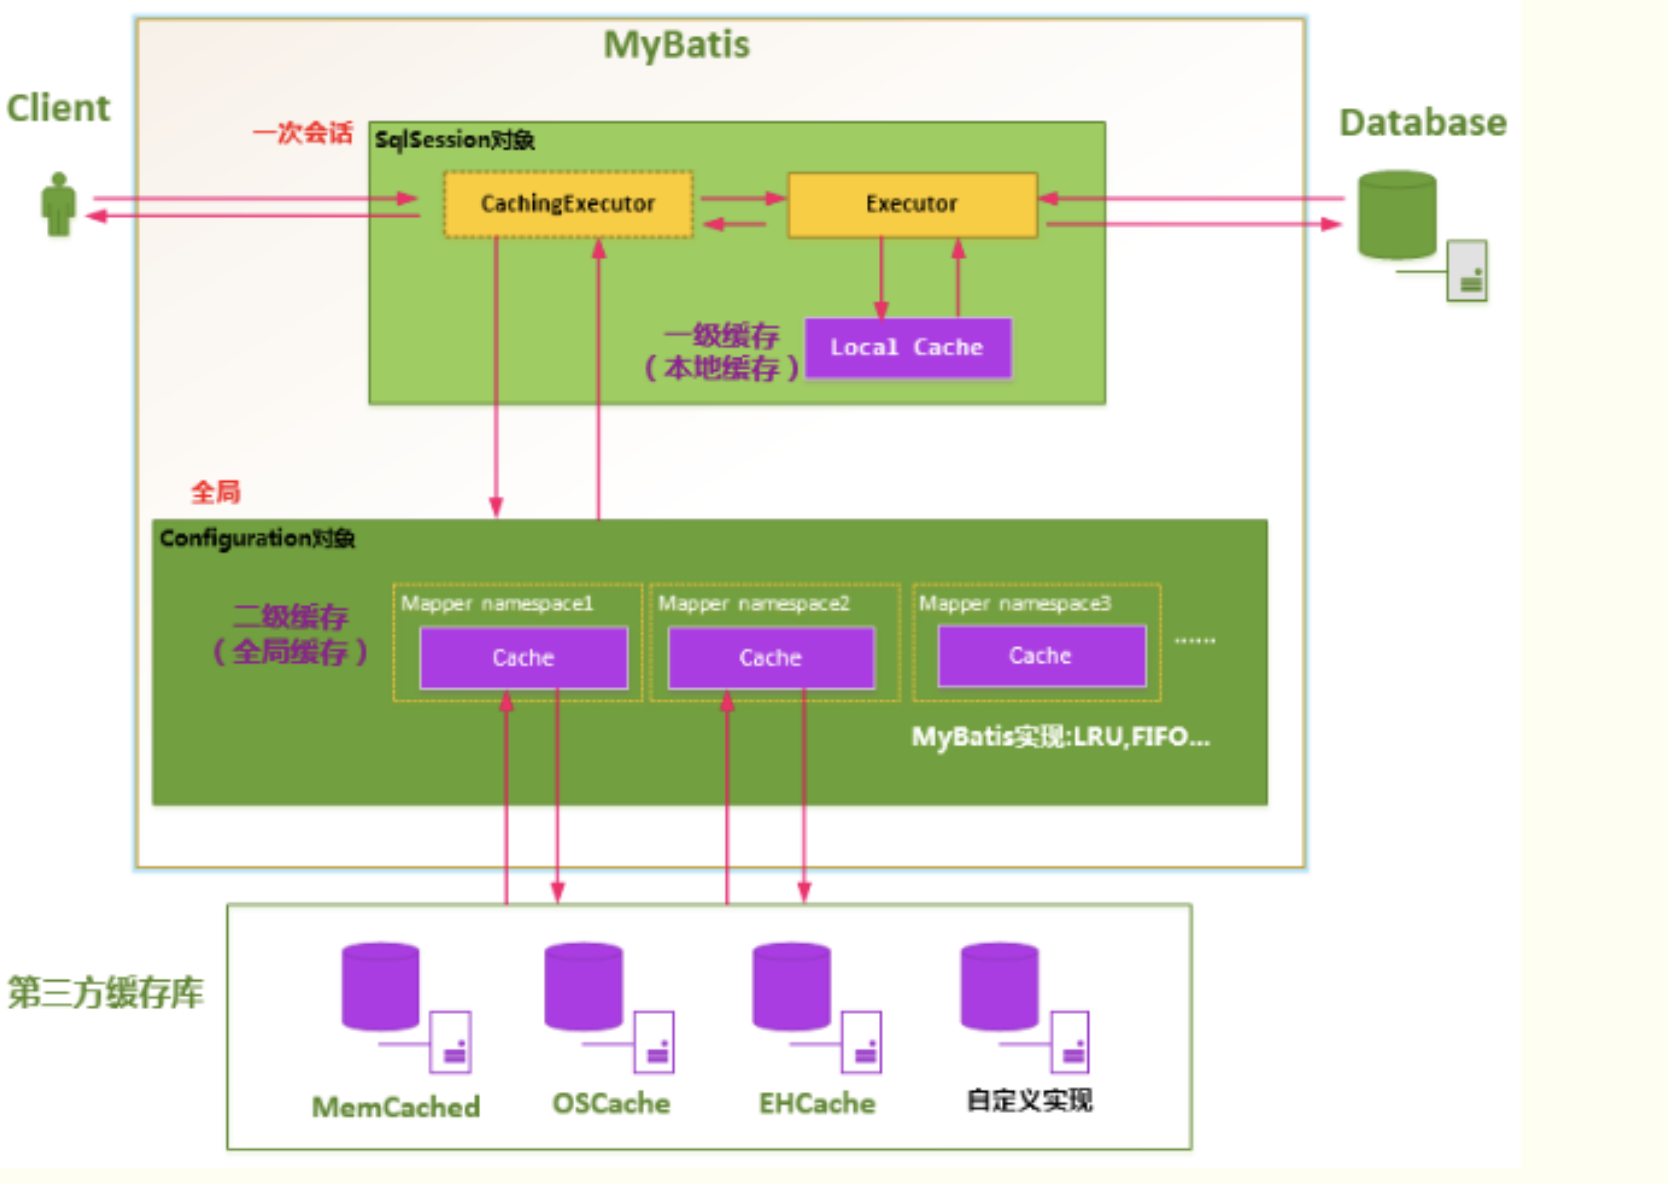 MyBatis
Client
Database
一次会话
SqlSession对象
CachingExecutor
Executor
一级缓存
（本地缓存）
Local Cache
全局
Configuration对象
二级缓存
（全局缓存）
Mapper namespace1
Cache
Mapper namespace2
Cache
Mapper namespace3
Cache
......
MyBatis实现:LRU,FIFO...
第三方缓存库
MemCached
OSCache
EHCache
自定义实现